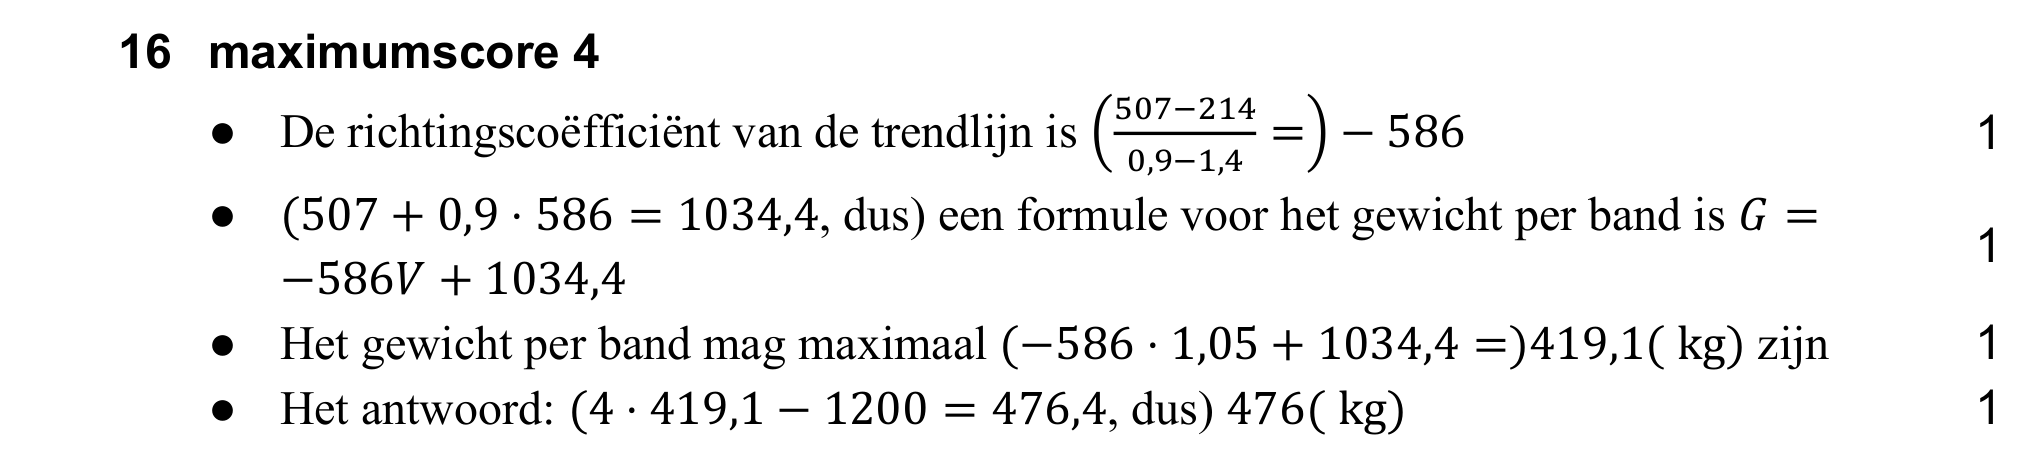 16 maximumscore 4
● De richtingscoëfficiënt van de trendlijn is (507−214 / 0,9−1,4 =) − 586 1
● (507 + 0,9 · 586 = 1034,4, dus) een formule voor het gewicht per band is G =
−586V + 1034,4 1
● Het gewicht per band mag maximaal (−586 · 1,05 + 1034,4 =)419,1( kg) zijn 1
● Het antwoord: (4 · 419,1 − 1200 = 476,4, dus) 476( kg) 1